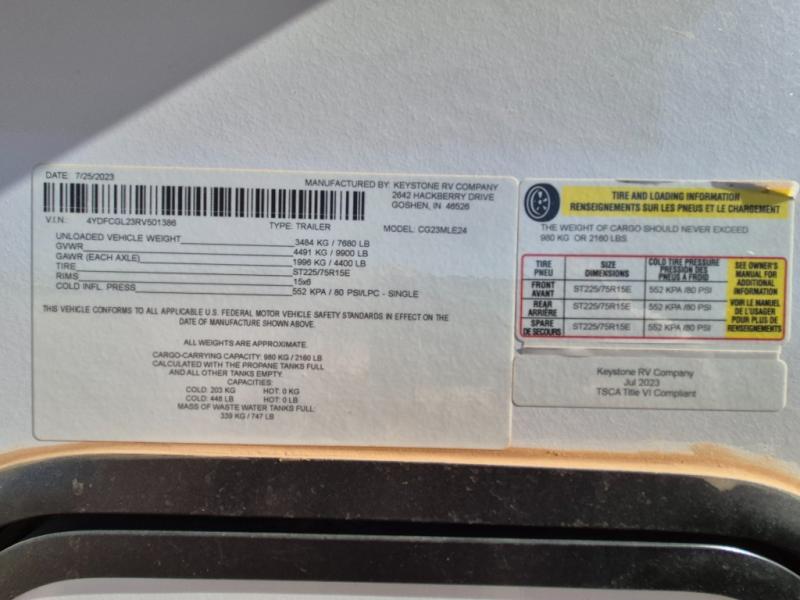 DATE: 7/25/2023
MANUFACTURED BY: KEYSTONE RV COMPANY
2642 HACKBERRY DRIVE
GOSHEN, IN 46526
V.I.N.: 4YDFCGL23RV501386
TYPE: TRAILER
MODEL: CG23MLE24
UNLOADED VEHICLE WEIGHT 3484 KG / 7680 LB
GVWR 4491 KG / 9900 LB
GAWR (EACH AXLE) 1996 KG / 4400 LB
TIRE ST225/75R15E
RIMS 15x6
COLD INFL. PRESS 552 KPA / 80 PSI/LPC - SINGLE
THIS VEHICLE CONFORMS TO ALL APPLICABLE U.S. FEDERAL MOTOR VEHICLE SAFETY STANDARDS IN EFFECT ON THE
DATE OF MANUFACTURE SHOWN ABOVE.
ALL WEIGHTS ARE APPROXIMATE.
CARGO-CARRYING CAPACITY: 980 KG / 2160 LB
CALCULATED WITH THE PROPANE TANKS FULL
AND ALL OTHER TANKS EMPTY.
CAPACITIES:
COLD: 203 KG HOT: 0 KG
COLD: 448 LB HOT: 0 LB
MASS OF WASTE WATER TANKS FULL:
339 KG / 747 LB
TIRE AND LOADING INFORMATION
RENSEIGNEMENTS SUR LES PNEUS ET LE CHARGEMENT
THE WEIGHT OF CARGO SHOULD NEVER EXCEED
980 KG OR 2160 LBS.
TIRE
PNEU
SIZE
DIMENSIONS
COLD TIRE PRESSURE
PRESSION DES
PNEUS A FROID
FRONT
AVANT
ST225/75R15E
552 KPA /80 PSI
REAR
ARRIÈRE
ST225/75R15E
552 KPA /80 PSI
SPARE
DE SECOURS
ST225/75R15E
552 KPA /80 PSI
SEE OWNER'S
MANUAL FOR
ADDITIONAL
INFORMATION
VOIR LE MANUEL
DE L'USAGER
POUR PLUS DE
RENSEIGNEMENTS
Keystone RV Company
Jul 2023
TSCA Title VI Compliant